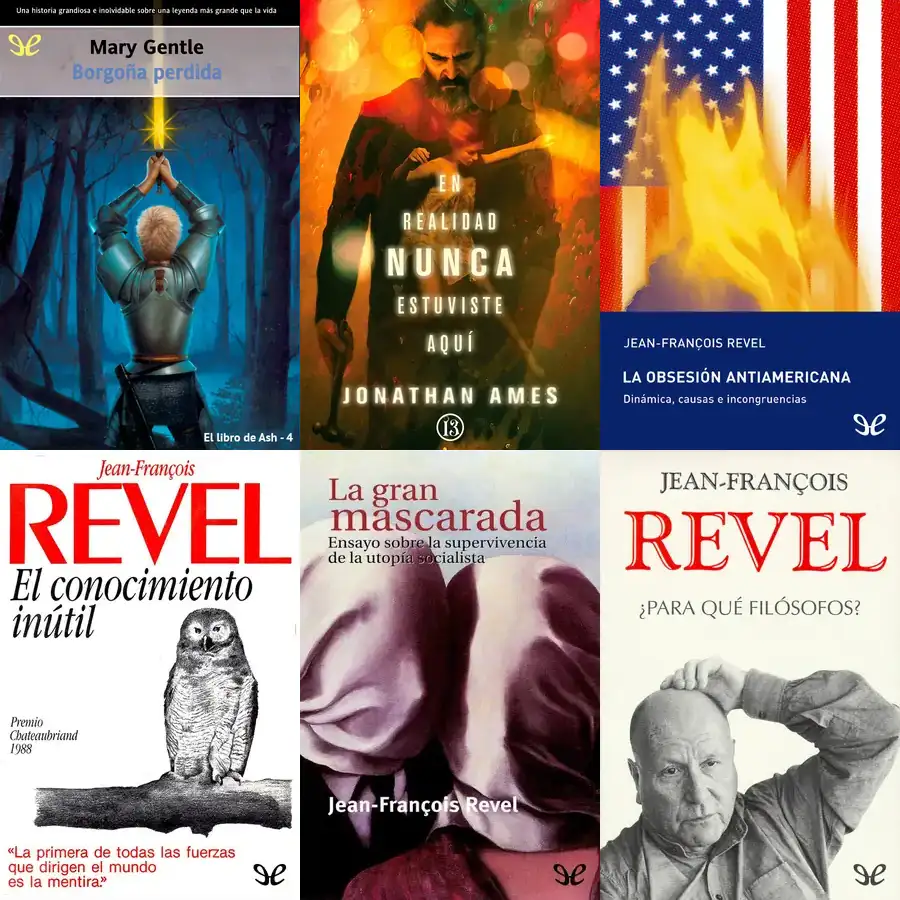 Una historia grandiosa e inolvidable sobre una leyenda más grande que la vida
Mary Gentle
Borgoña perdida
El libro de Ash - 4
EN
REALIDAD
NUNCA
ESTUVISTE
AQUÍ
JONATHAN AMES
13
JEAN-FRANÇOIS REVEL
LA OBSESIÓN ANTIAMERICANA
Dinámica, causas e incongruencias
Jean-François
REVEL
El conocimiento
inútil
Premio
Chateaubriand
1988
«La primera de todas las fuerzas
que dirigen el mundo
es la mentira.»
La gran
mascarada
Ensayo sobre la supervivencia
de la utopía socialista
Jean-François Revel
JEAN-FRANÇOIS
REVEL
¿PARA QUÉ FILÓSOFOS?